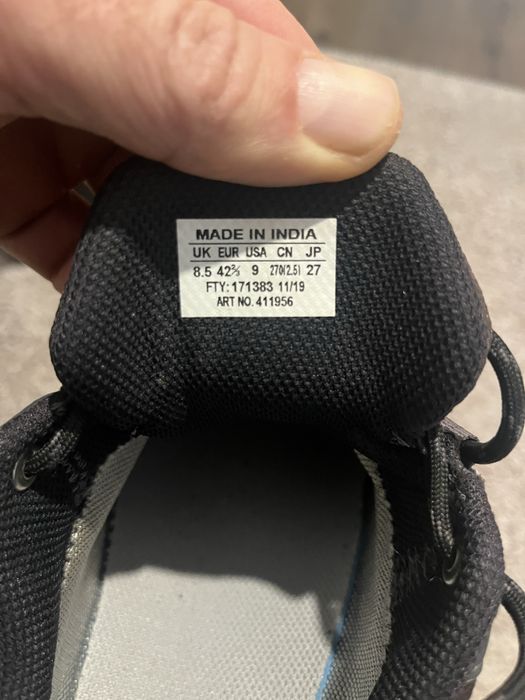 MADE IN INDIA
UK EUR USA CN JP
8.5 42⅔ 9 270(2.5) 27
FTY: 171383 11/19
ART NO. 411956